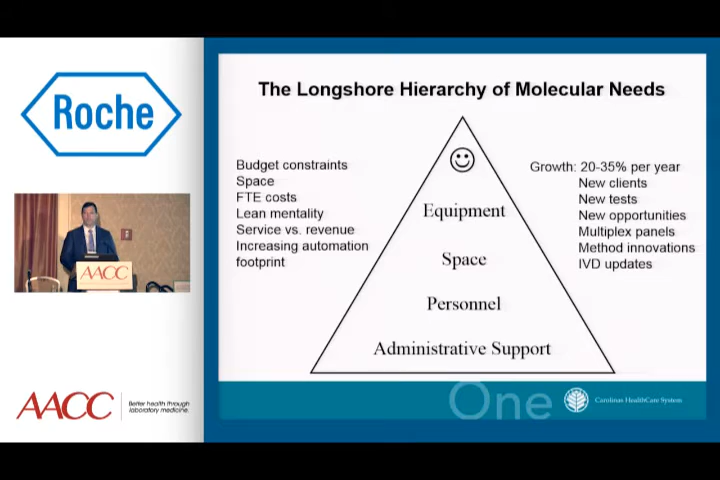 Roche
AACC
AACC
Better health through
laboratory medicine.
The Longshore Hierarchy of Molecular Needs
Budget constraints
Space
FTE costs
Lean mentality
Service vs. revenue
Increasing automation
footprint
Equipment
Space
Personnel
Administrative Support
Growth: 20-35% per year
New clients
New tests
New opportunities
Multiplex panels
Method innovations
IVD updates
One
Carolinas HealthCare System